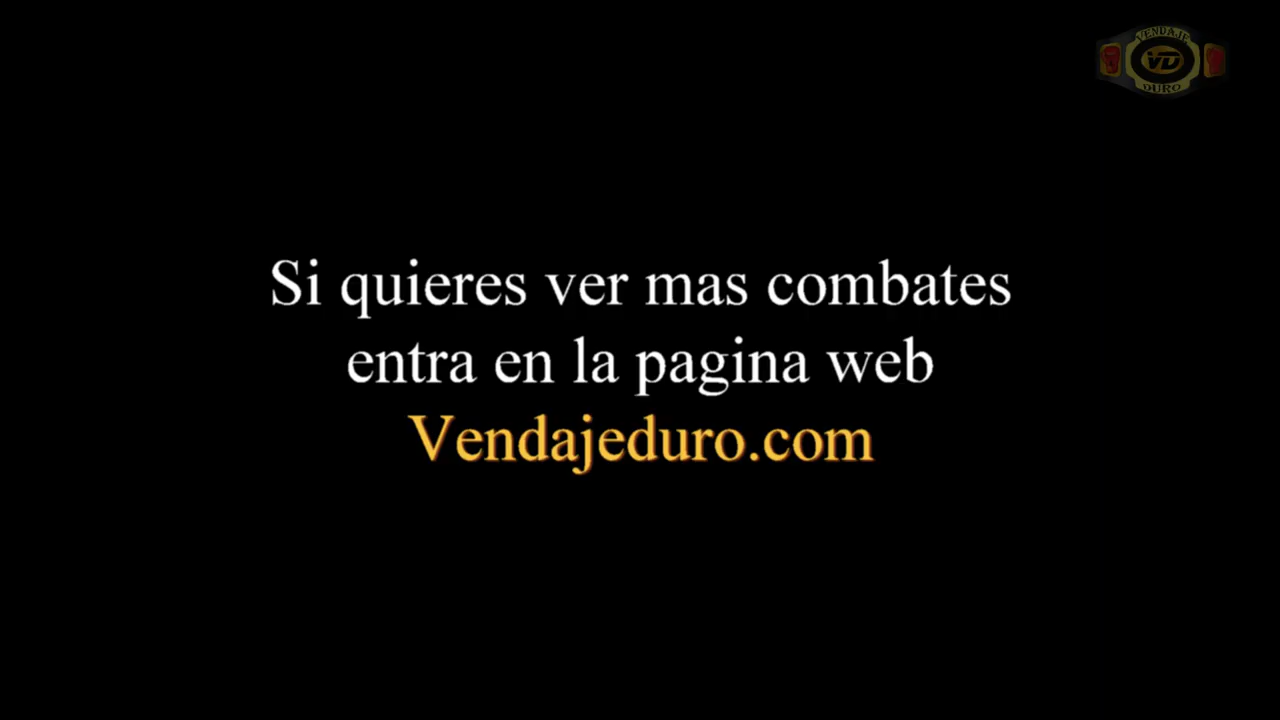 VENDAJE
VD
DURO
Si quieres ver mas combates
entra en la pagina web
Vendajeduro.com